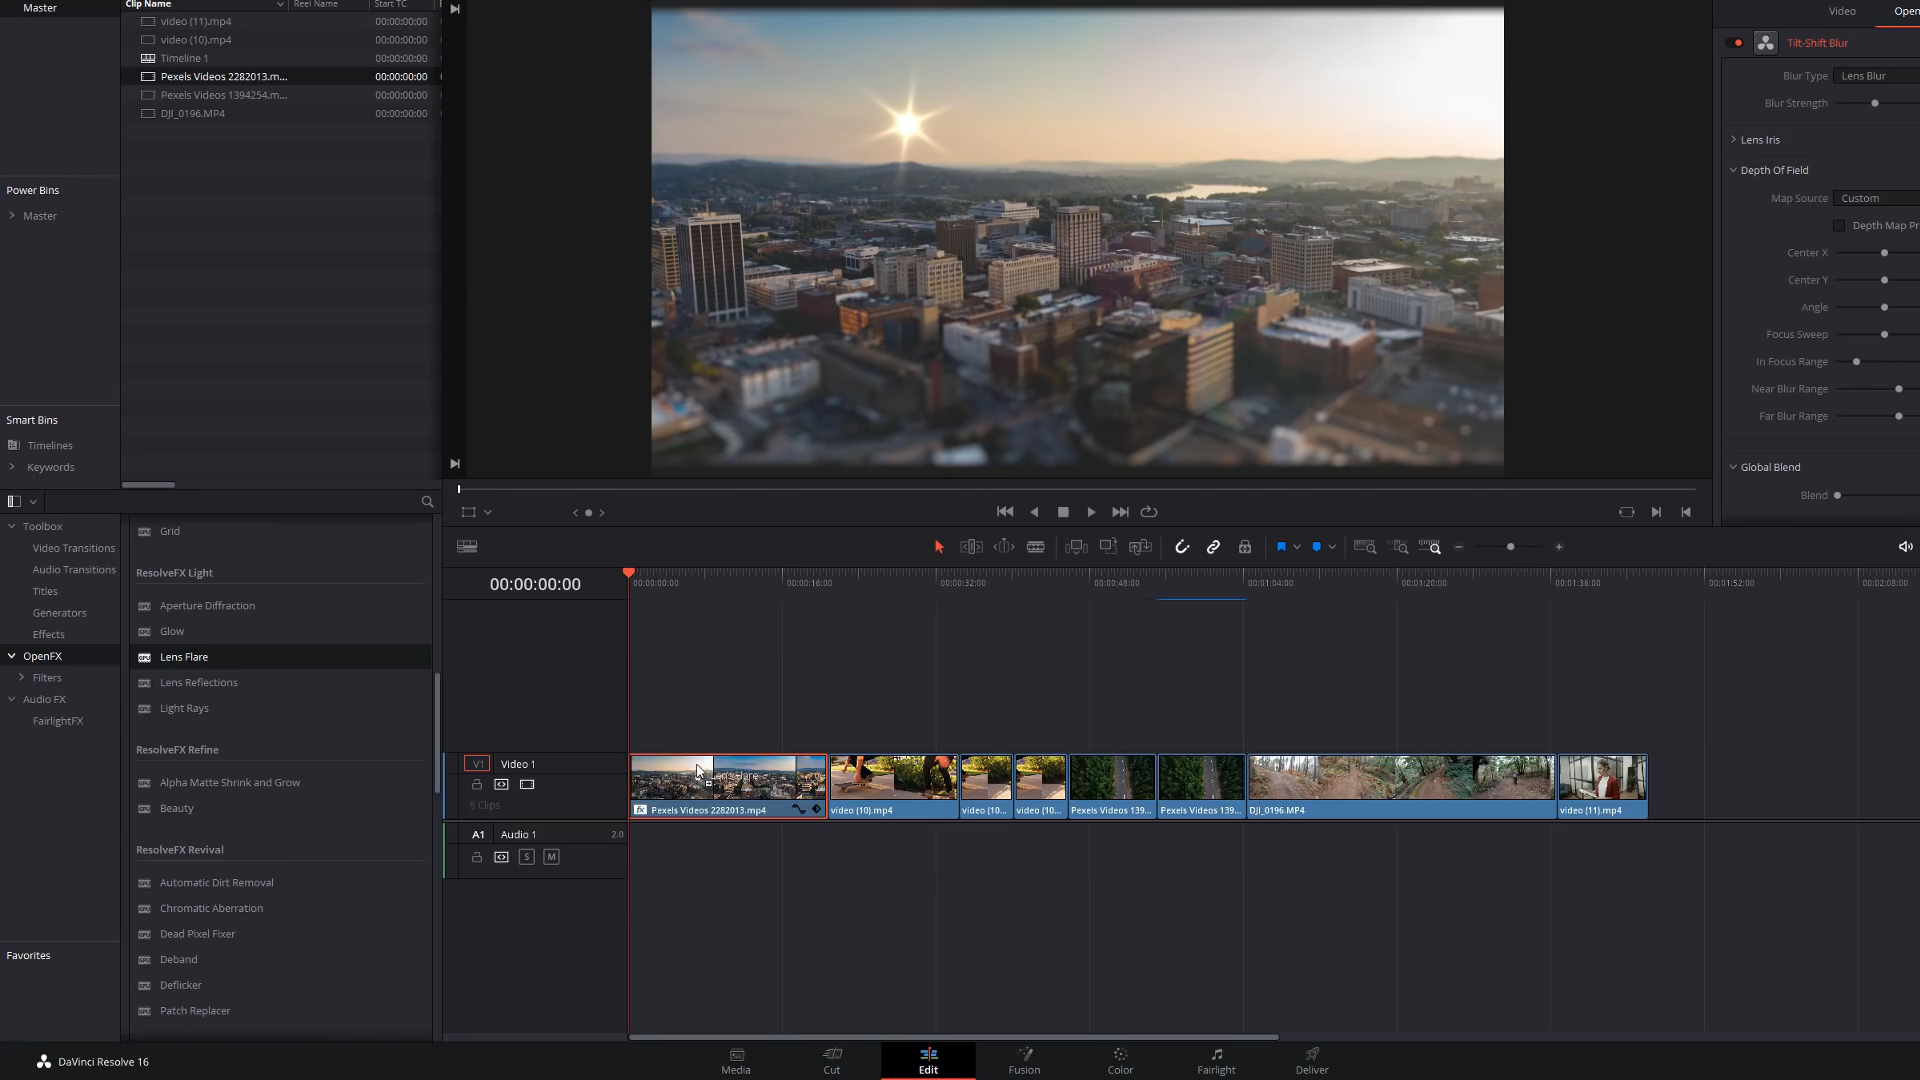 Master
Clip Name
Reel Name
Start TC
video (11).mp4
00:00:00:00
video (10).mp4
00:00:00:00
Timeline 1
00:00:00:00
Pexels Videos 2282013.m...
00:00:00:00
Pexels Videos 1394254.m...
00:00:00:00
DJI_0196.MP4
00:00:00:00
Power Bins
Master
Smart Bins
Timelines
Keywords
Video
Open
Tilt-Shift Blur
Blur Type
Lens Blur
Blur Strength
Lens Iris
Depth Of Field
Map Source
Custom
Depth Map Pr
Center X
Center Y
Angle
Focus Sweep
In Focus Range
Near Blur Range
Far Blur Range
Global Blend
Blend
Toolbox
Video Transitions
Audio Transitions
Titles
Generators
Effects
OpenFX
Filters
Audio FX
FairlightFX
Favorites
Grid
ResolveFX Light
Aperture Diffraction
Glow
Lens Flare
Lens Reflections
Light Rays
ResolveFX Refine
Alpha Matte Shrink and Grow
Beauty
ResolveFX Revival
Automatic Dirt Removal
Chromatic Aberration
Dead Pixel Fixer
Deband
Deflicker
Patch Replacer
00:00:00:00
00:00:00:00
00:00:16:00
00:00:32:00
00:00:48:00
00:01:04:00
00:01:20:00
00:01:36:00
00:01:52:00
00:02:08:00
V1
Video 1
8 Clips
Lens Flare
Pexels Videos 2282013.mp4
video (10).mp4
video (10...
video (10...
Pexels Videos 139...
Pexels Videos 139...
DJI_0196.MP4
video (11).mp4
A1
Audio 1
2.0
S
M
DaVinci Resolve 16
Media
Cut
Edit
Fusion
Color
Fairlight
Deliver